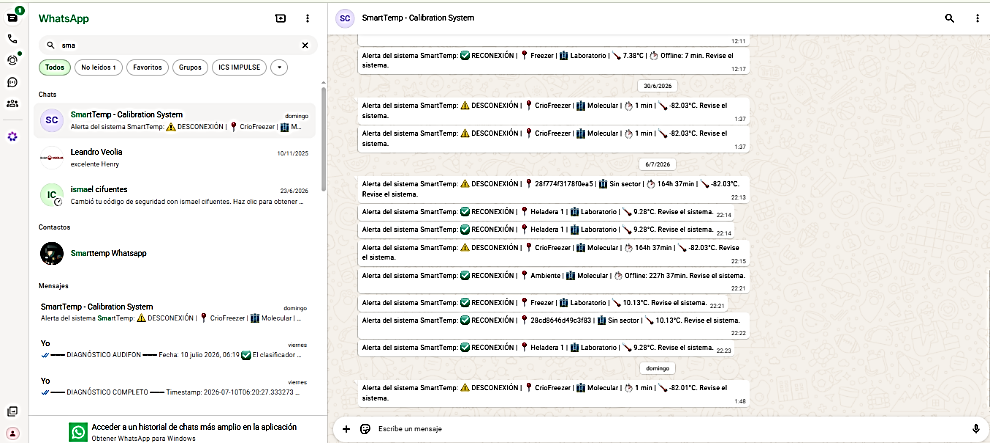 WhatsApp
sma
Todos
No leídos 1
Favoritos
Grupos
ICS IMPULSE
Chats
SC
SmartTemp - Calibration System
domingo
Alerta del sistema SmartTemp: ⚠️ DESCONEXIÓN | 📍 CrioFreezer | 🏢 M...
Leandro Veolia
10/11/2025
excelente Henry
IC
ismael cifuentes
23/6/2026
Cambió tu código de seguridad con ismael cifuentes. Haz clic para obtener ...
Contactos
Smarttemp Whatsapp
Mensajes
SmartTemp - Calibration System
domingo
Alerta del sistema SmartTemp: ⚠️ DESCONEXIÓN | 📍 CrioFreezer | 🏢 Molecular | ...
Yo
viernes
DIAGNÓSTICO AUDIFON ━━━ Fecha: 10 julio 2026, 06:19 ✅ El clasificador ...
Yo
viernes
DIAGNÓSTICO COMPLETO ━━━ Timestamp: 2026-07-10T06:20:27.333273 ...
Acceder a un historial de chats más amplio en la aplicación
Obtener WhatsApp para Windows
SC
SmartTemp - Calibration System
12:11
Alerta del sistema SmartTemp: ✅ RECONEXIÓN | 📍 Freezer | 🏢 Laboratorio | 🌡 7.38°C | ⏱ Offline: 7 min. Revise el
sistema.
12:17
30/6/2026
Alerta del sistema SmartTemp: ⚠️ DESCONEXIÓN | 📍 CrioFreezer | 🏢 Molecular | ⏱ 1 min | 🌡 -82.03°C. Revise el
sistema.
1:37
Alerta del sistema SmartTemp: ⚠️ DESCONEXIÓN | 📍 CrioFreezer | 🏢 Molecular | ⏱ 1 min | 🌡 -82.03°C. Revise el
sistema.
1:37
6/7/2026
Alerta del sistema SmartTemp: ⚠️ DESCONEXIÓN | 📍 28f774f3178f0ea5 | 🏢 Sin sector | ⏱ 164h 37min | 🌡 -82.03°C.
Revise el sistema.
22:13
Alerta del sistema SmartTemp: ✅ RECONEXIÓN | 📍 Heladera 1 | 🏢 Laboratorio | 🌡 9.28°C. Revise el sistema.
22:14
Alerta del sistema SmartTemp: ✅ RECONEXIÓN | 📍 Heladera 1 | 🏢 Laboratorio | 🌡 9.28°C. Revise el sistema.
22:14
Alerta del sistema SmartTemp: ⚠️ DESCONEXIÓN | 📍 CrioFreezer | 🏢 Molecular | ⏱ 164h 37min | 🌡 -82.03°C. Revise el
sistema.
22:15
Alerta del sistema SmartTemp: ✅ RECONEXIÓN | 📍 Ambiente | 🏢 Molecular | ⏱ Offline: 227h 37min. Revise el sistema.
22:21
Alerta del sistema SmartTemp: ✅ RECONEXIÓN | 📍 Freezer | 🏢 Laboratorio | 🌡 10.13°C. Revise el sistema.
22:21
Alerta del sistema SmartTemp: ✅ RECONEXIÓN | 📍 28cd8646d49c3f83 | 🏢 Sin sector | 🌡 10.13°C. Revise el sistema.
22:22
Alerta del sistema SmartTemp: ✅ RECONEXIÓN | 📍 Heladera 1 | 🏢 Laboratorio | 🌡 9.28°C. Revise el sistema.
22:23
domingo
Alerta del sistema SmartTemp: ⚠️ DESCONEXIÓN | 📍 CrioFreezer | 🏢 Molecular | ⏱ 1 min | 🌡 -82.01°C. Revise el
sistema.
1:48
Escribe un mensaje